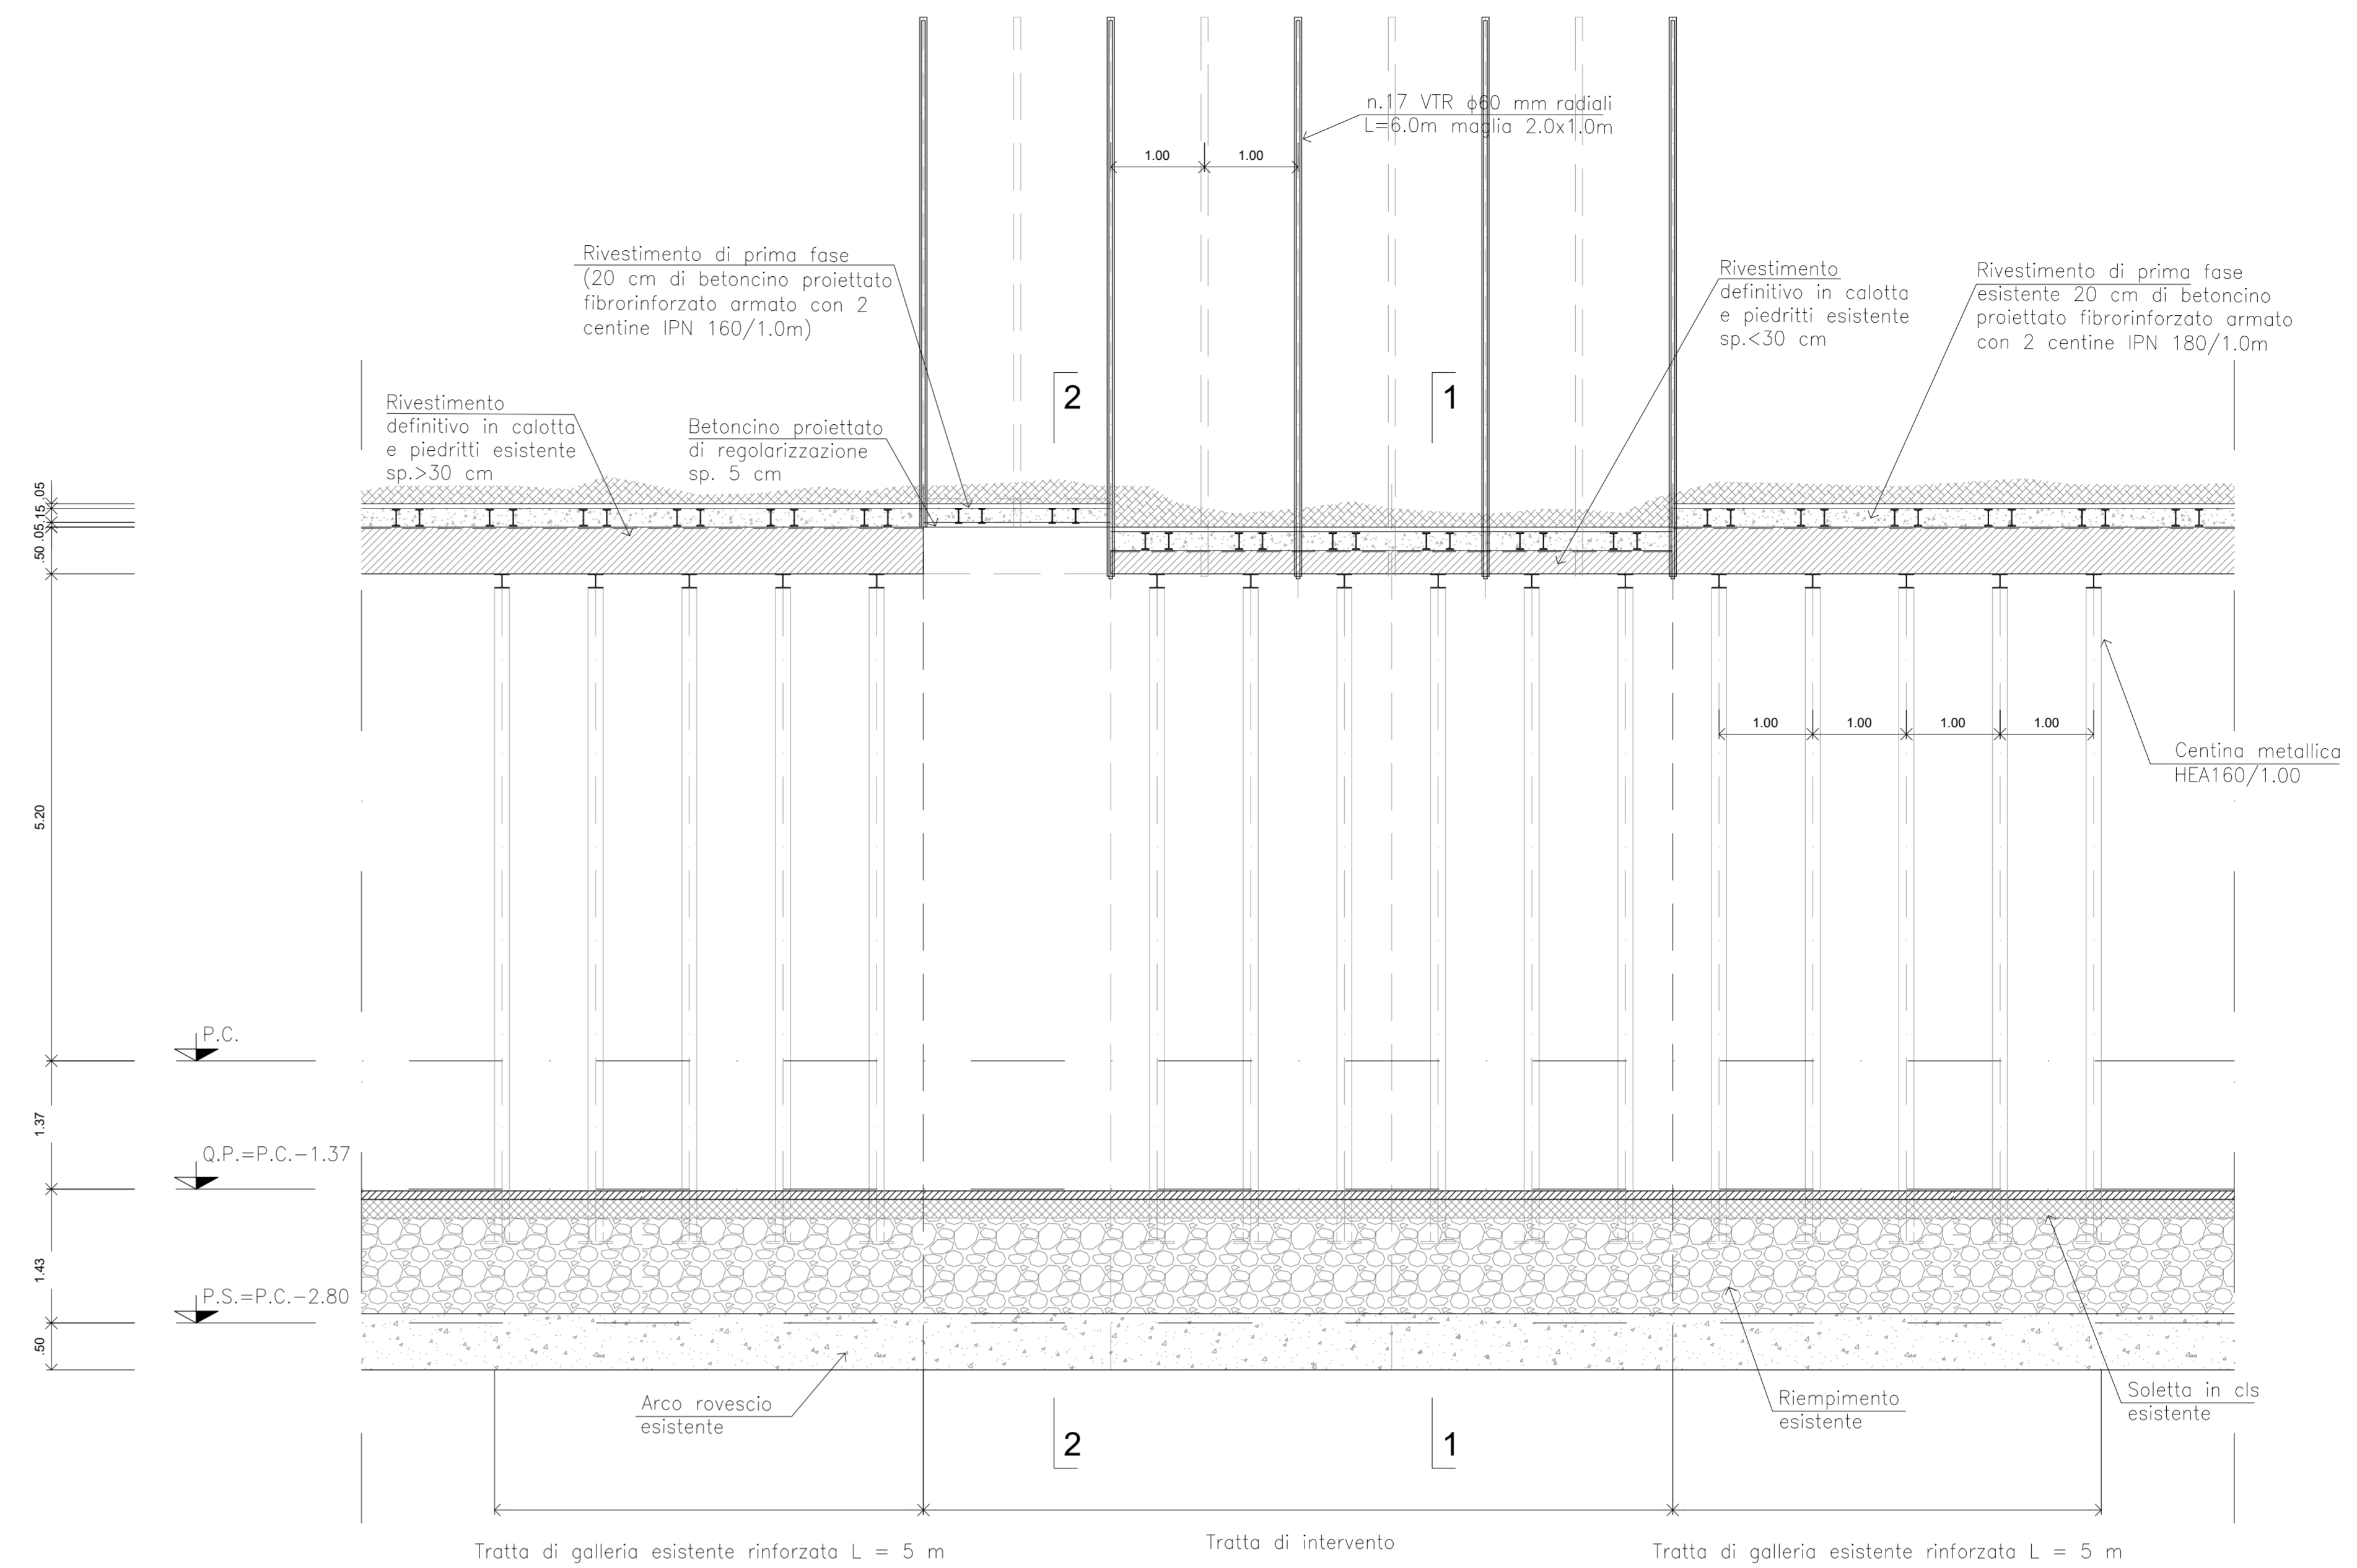 n.17 VTR ϕ60 mm radiali
L=6.0m maglia 2.0x1.0m
1.00
1.00
Rivestimento di prima fase
(20 cm di betoncino proiettato
fibrorinforzato armato con 2
centine IPN 160/1.0m)
Rivestimento
definitivo in calotta
e piedritti esistente
sp.<30 cm
Rivestimento di prima fase
esistente 20 cm di betoncino
proiettato fibrorinforzato armato
con 2 centine IPN 180/1.0m
2
1
Rivestimento
definitivo in calotta
e piedritti esistente
sp.>30 cm
Betoncino proiettato
di regolarizzazione
sp. 5 cm
.05
.15
.05
.50
1.00
1.00
1.00
1.00
Centina metallica
HEA160/1.00
5.20
P.C.
1.37
Q.P.=P.C.-1.37
1.43
P.S.=P.C.-2.80
.50
Arco rovescio
esistente
Riempimento
esistente
Soletta in cls
esistente
2
1
Tratta di galleria esistente rinforzata L = 5 m
Tratta di intervento
Tratta di galleria esistente rinforzata L = 5 m